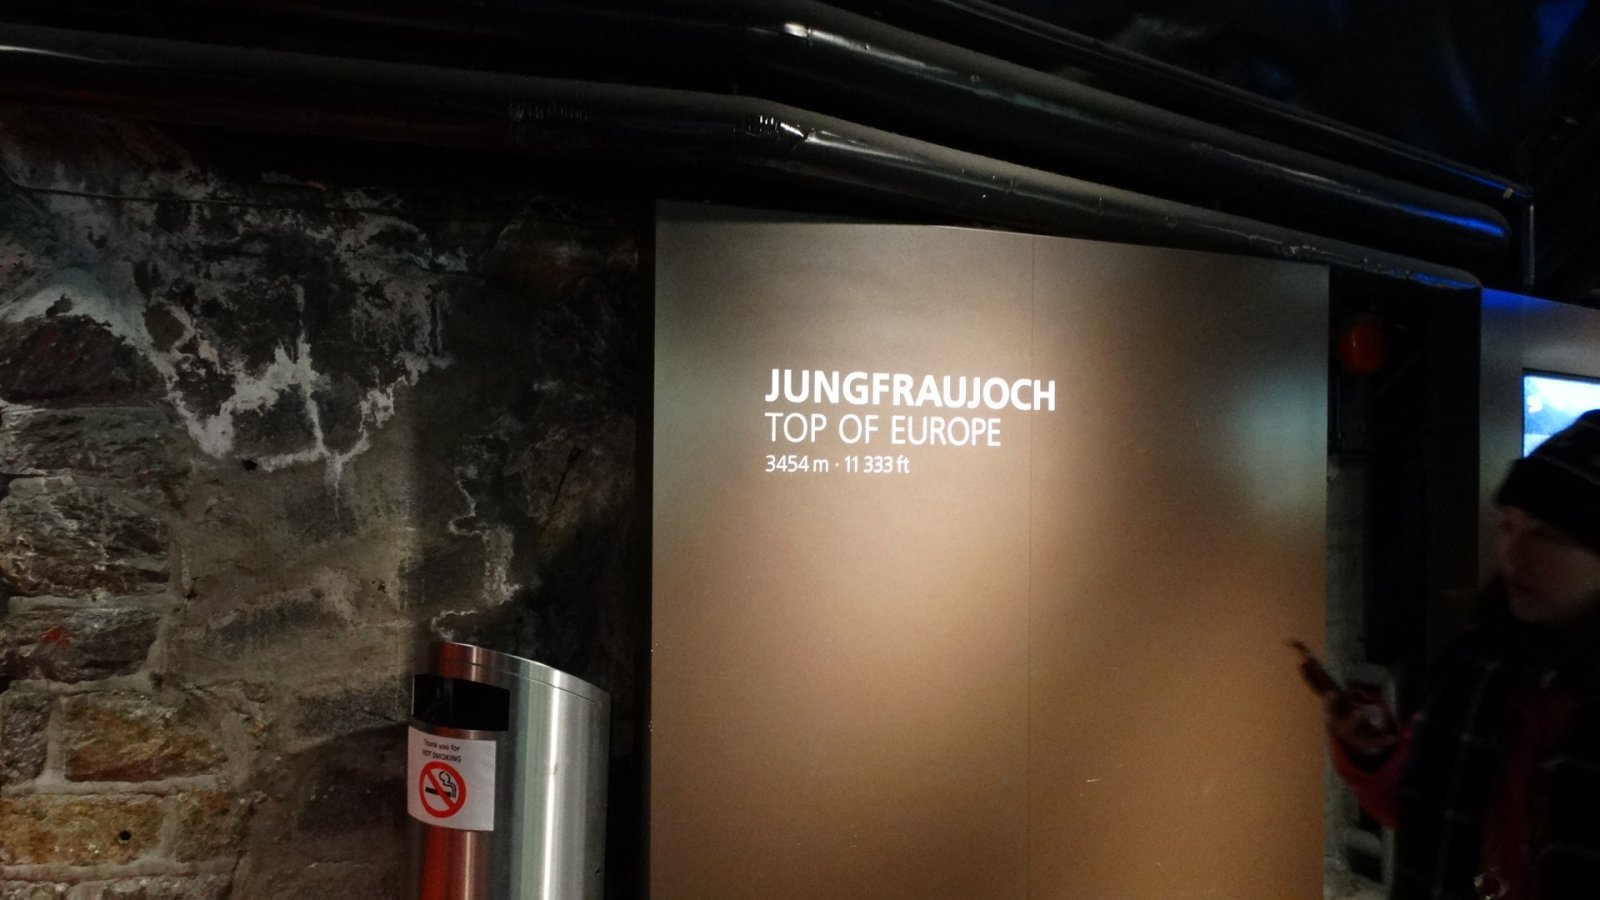 JUNGFRAUJOCH
TOP OF EUROPE
3454 m · 11 333 ft
Thank you for
NOT SMOKING